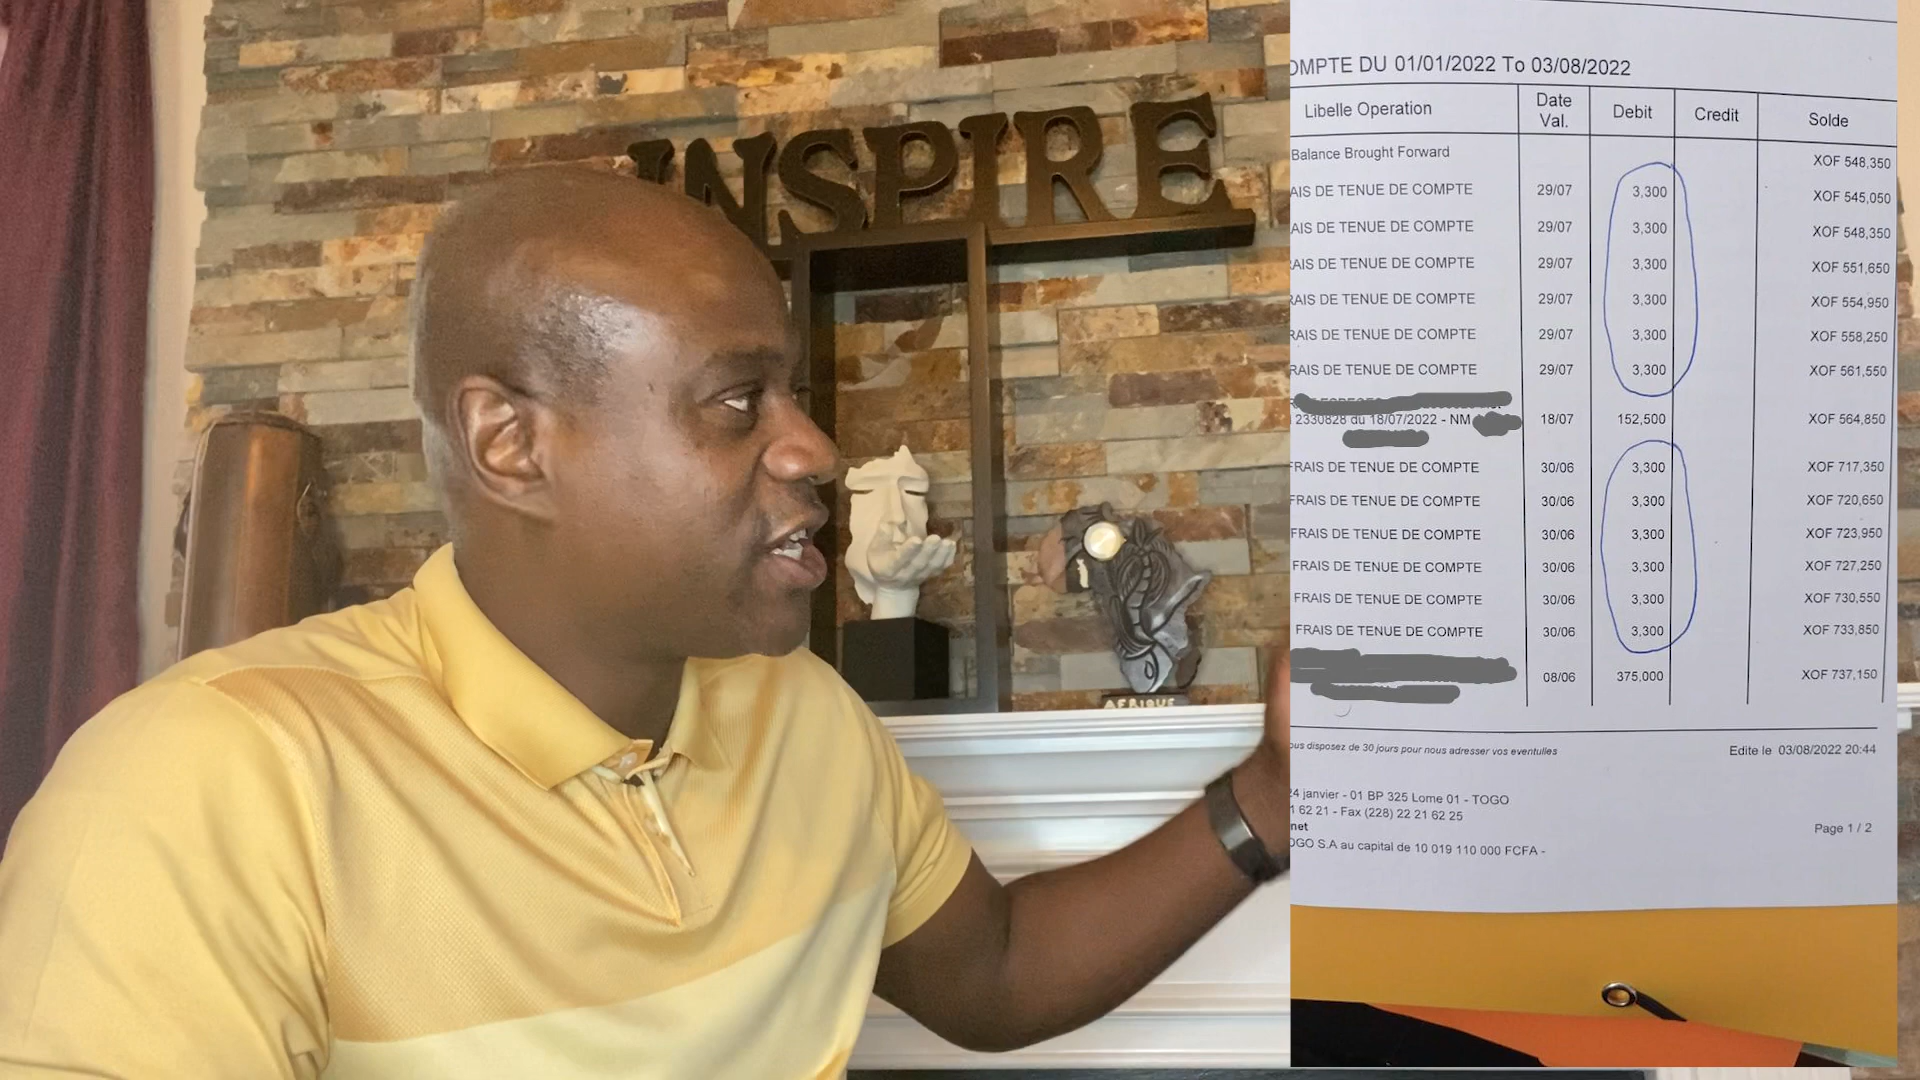 INSPIRE
AFRIQUE
OMPTE DU 01/01/2022 To 03/08/2022
Libelle Operation Date Val. Debit Credit Solde
Balance Brought Forward XOF 548,350
AIS DE TENUE DE COMPTE 29/07 3,300 XOF 545,050
AIS DE TENUE DE COMPTE 29/07 3,300 XOF 548,350
RAIS DE TENUE DE COMPTE 29/07 3,300 XOF 551,650
RAIS DE TENUE DE COMPTE 29/07 3,300 XOF 554,950
RAIS DE TENUE DE COMPTE 29/07 3,300 XOF 558,250
RAIS DE TENUE DE COMPTE 29/07 3,300 XOF 561,550
2330828 du 18/07/2022 - NM 18/07 152,500 XOF 564,850
FRAIS DE TENUE DE COMPTE 30/06 3,300 XOF 717,350
FRAIS DE TENUE DE COMPTE 30/06 3,300 XOF 720,650
FRAIS DE TENUE DE COMPTE 30/06 3,300 XOF 723,950
FRAIS DE TENUE DE COMPTE 30/06 3,300 XOF 727,250
FRAIS DE TENUE DE COMPTE 30/06 3,300 XOF 730,550
FRAIS DE TENUE DE COMPTE 30/06 3,300 XOF 733,850
08/06 375,000 XOF 737,150
ous disposez de 30 jours pour nous adresser vos eventulles Edite le 03/08/2022 20:44
24 janvier - 01 BP 325 Lome 01 - TOGO
1 62 21 - Fax (228) 22 21 62 25
net Page 1 / 2
OGO S.A au capital de 10 019 110 000 FCFA -